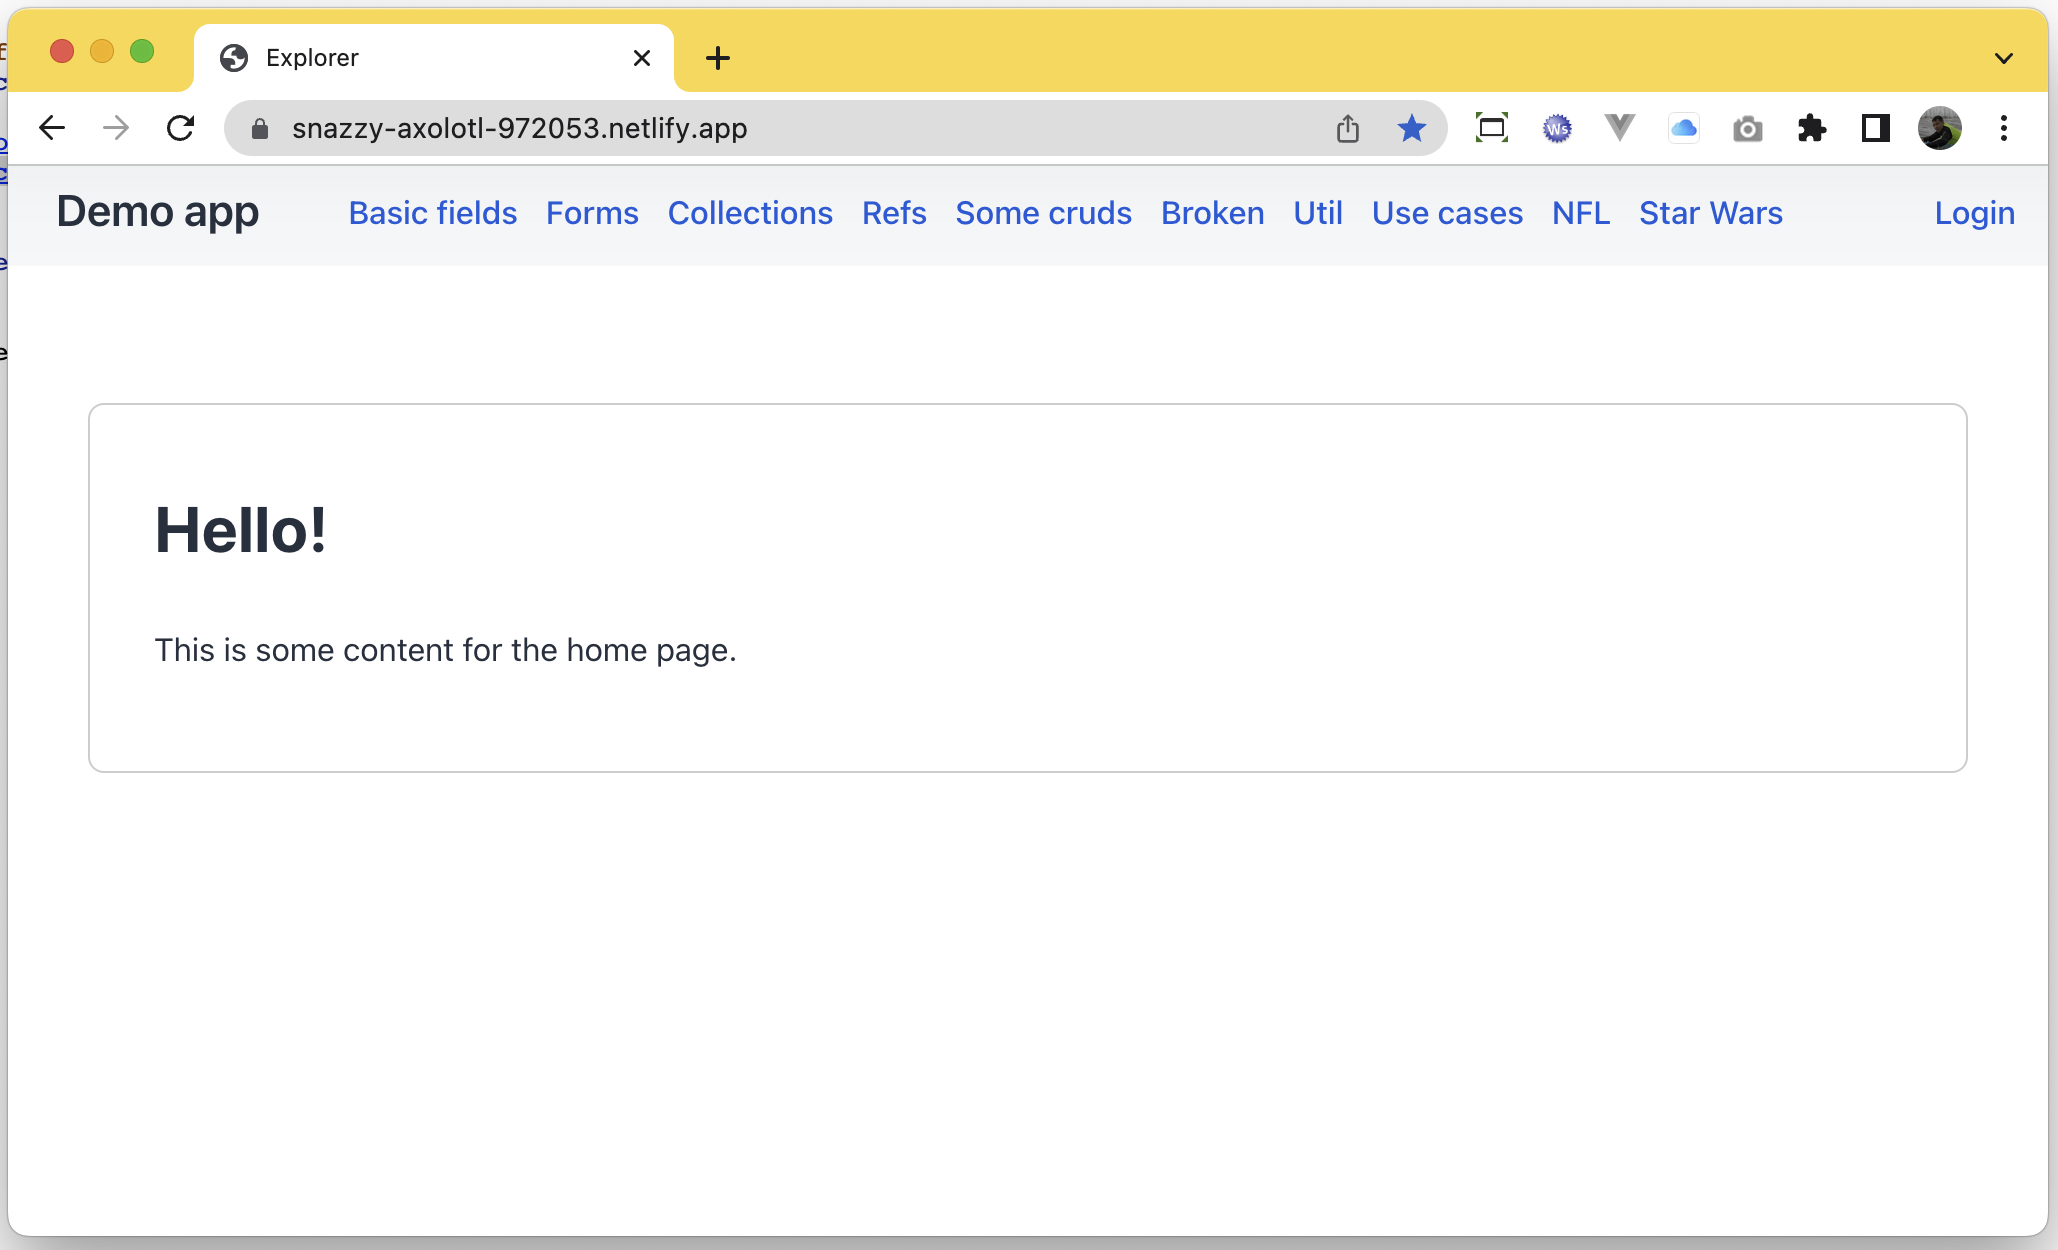 Explorer
snazzy-axolotl-972053.netlify.app
Ws
Demo app Basic fields Forms Collections Refs Some cruds Broken Util Use cases NFL Star Wars Login
Hello!
This is some content for the home page.